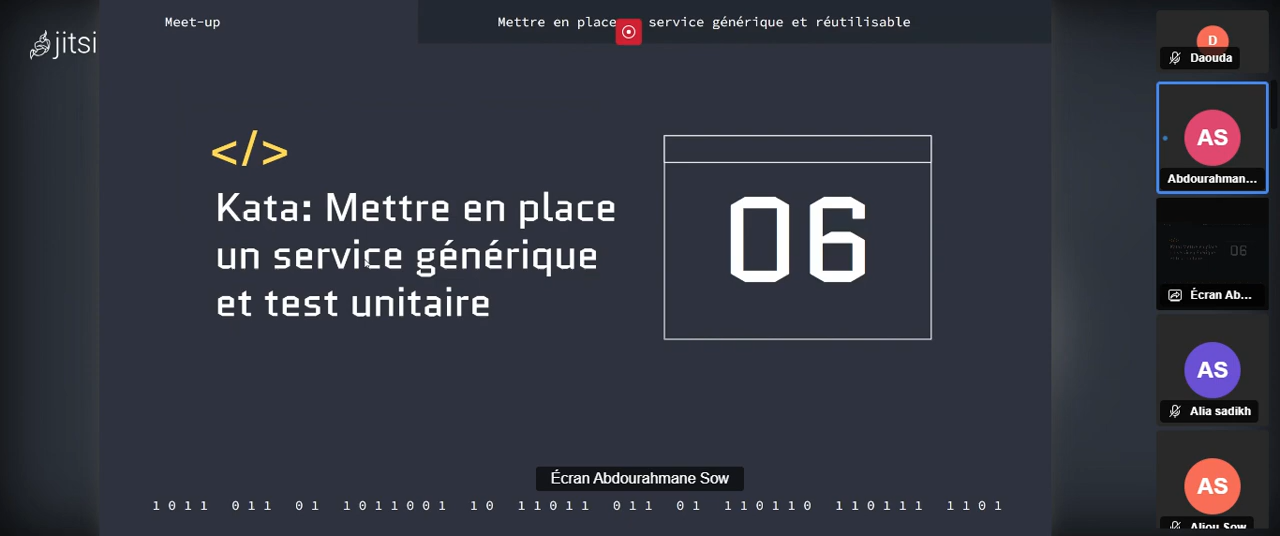 Meet-up
Mettre en place service générique et réutilisable
jitsi
</>
Kata: Mettre en place
un service générique
et test unitaire
06
Écran Abdourahmane Sow
1011 011 01 1011001 10 11011 011 01 110110 110111 1101
D
Daouda
AS
Abdourahman...
06
Écran Ab...
AS
Alia sadikh
AS
Aliou Sow